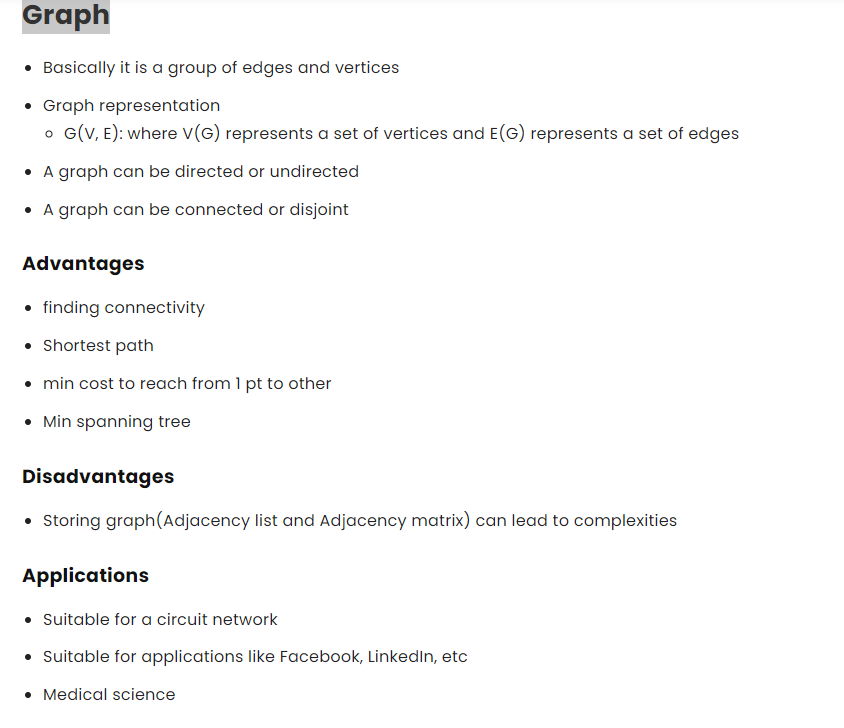 Graph
Basically it is a group of edges and vertices
Graph representation
G(V, E): where V(G) represents a set of vertices and E(G) represents a set of edges
A graph can be directed or undirected
A graph can be connected or disjoint
Advantages
finding connectivity
Shortest path
min cost to reach from 1 pt to other
Min spanning tree
Disadvantages
Storing graph(Adjacency list and Adjacency matrix) can lead to complexities
Applications
Suitable for a circuit network
Suitable for applications like Facebook, LinkedIn, etc
Medical science